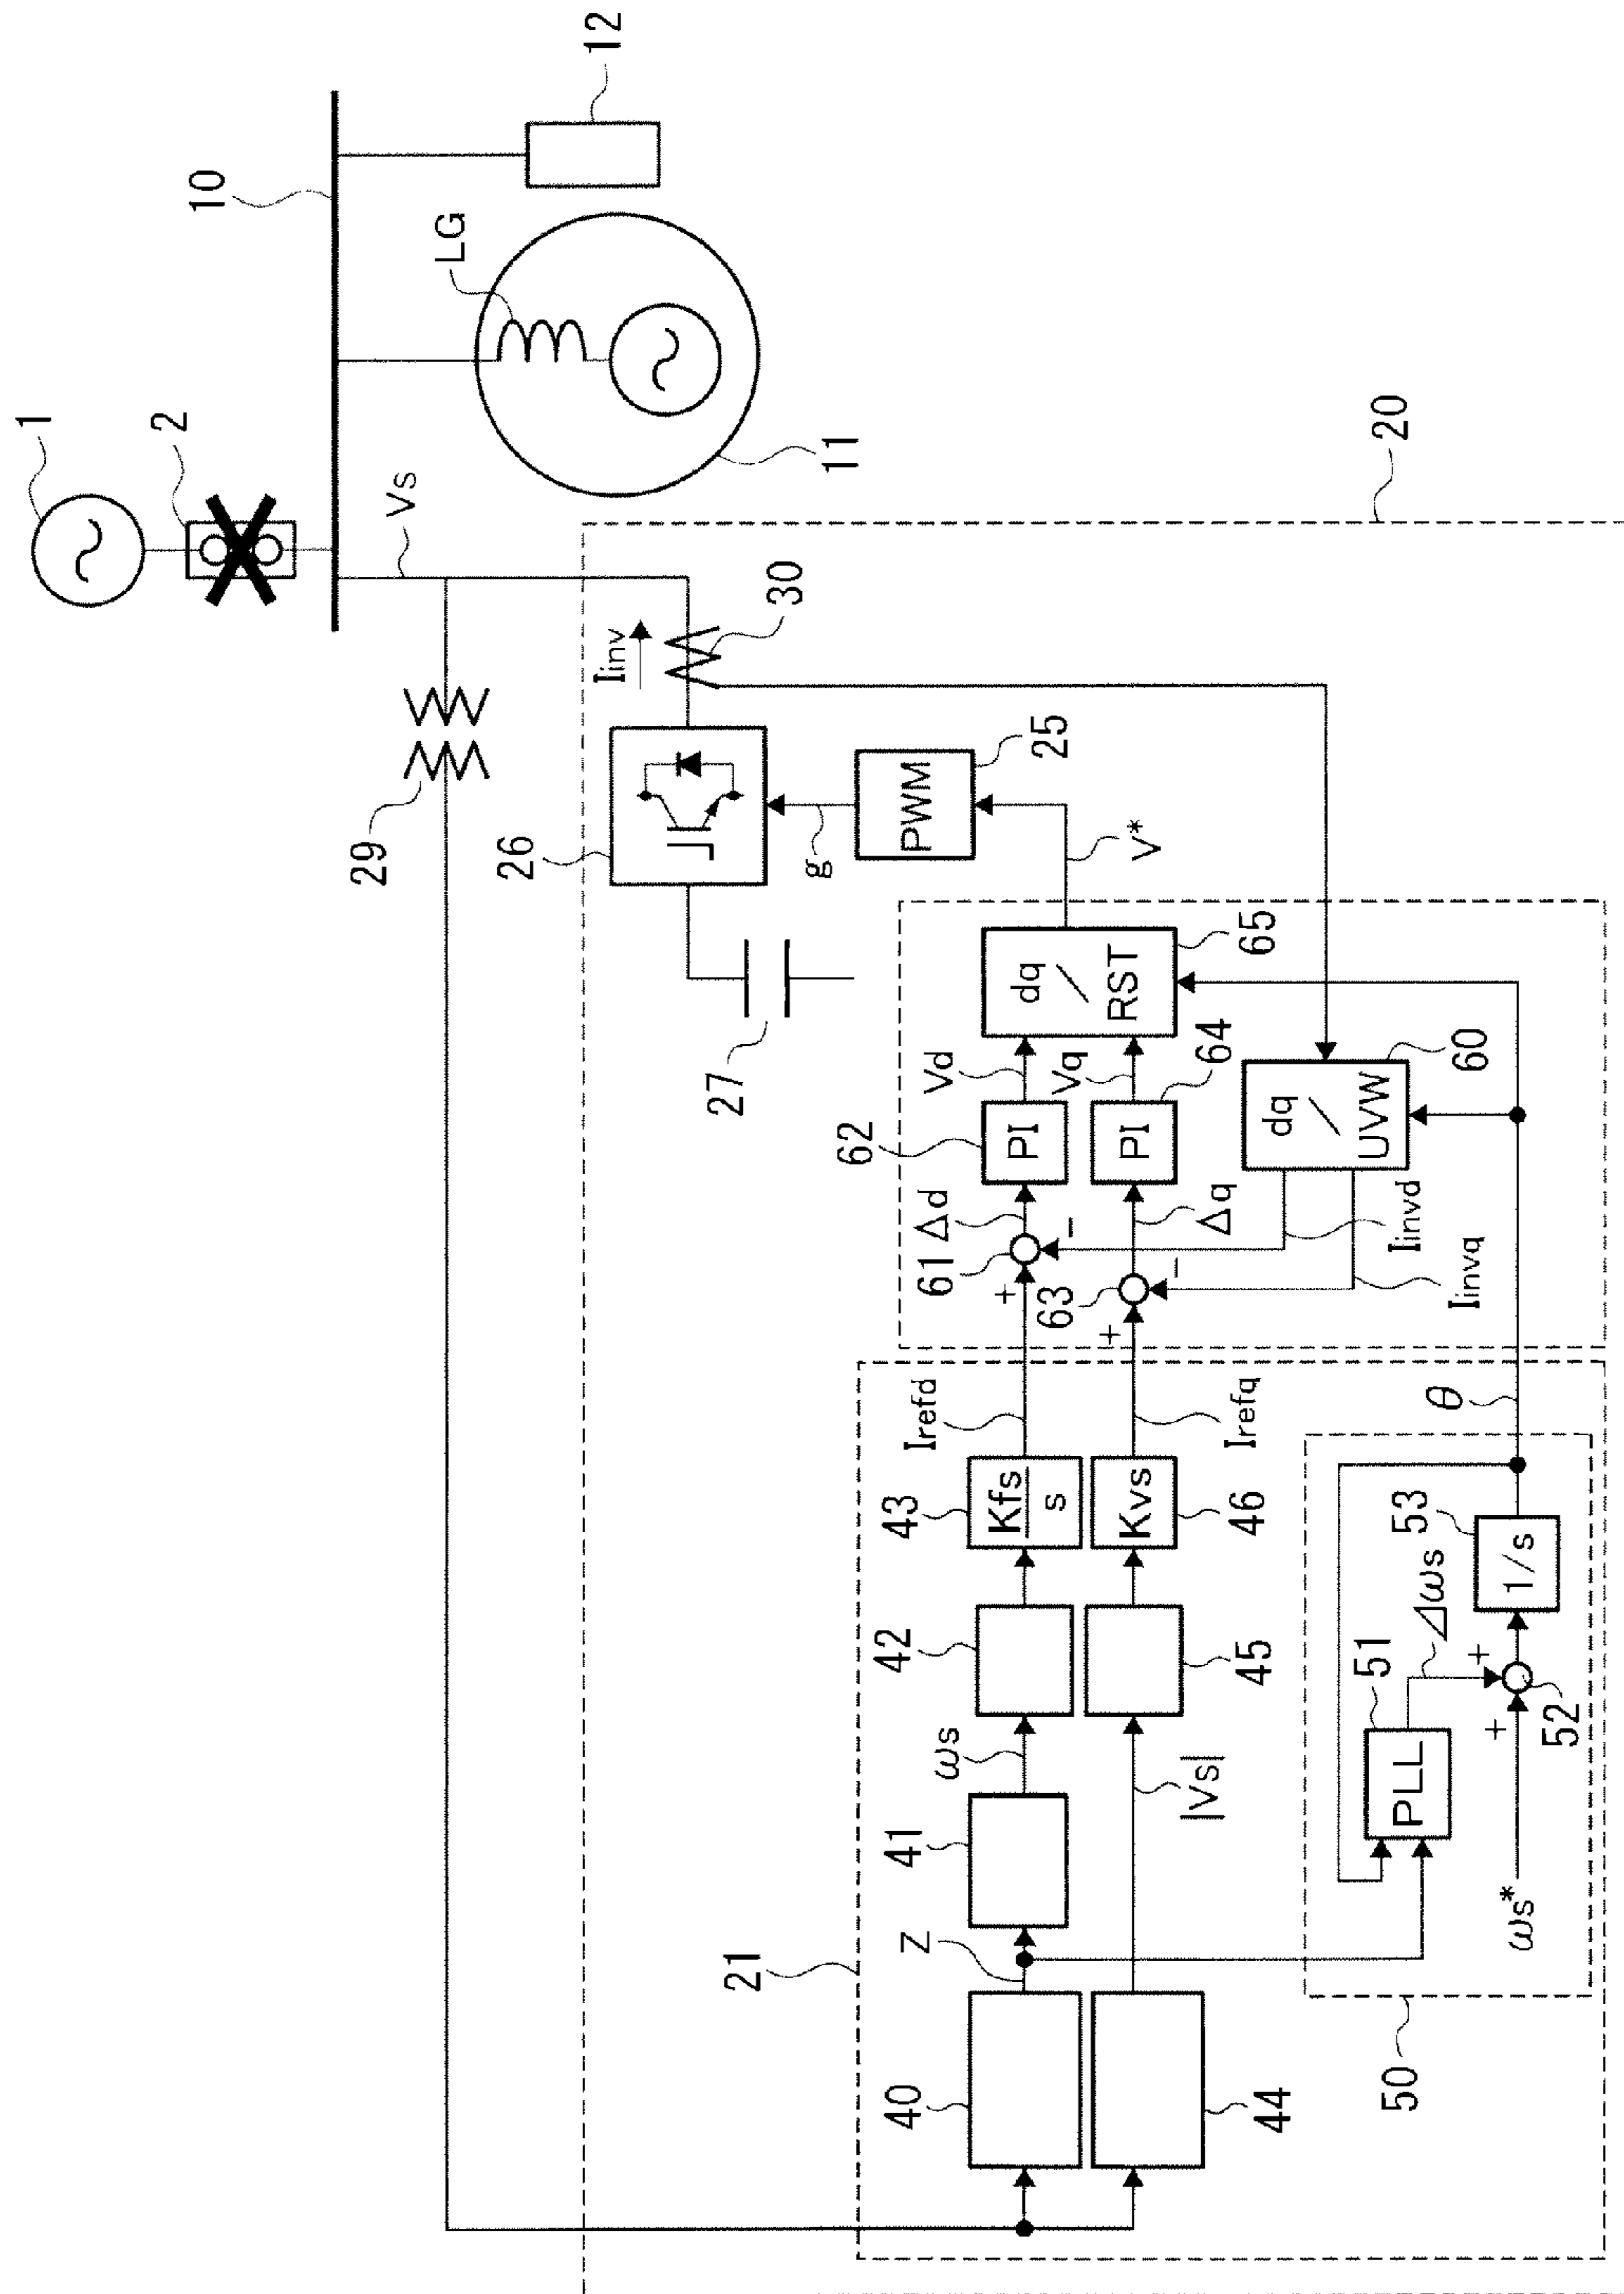 1
2
10
12
LG
11
Vs
20
29
Iinv
30
26
g
PWM
25
27
V*
65
dq
/
RST
Vd
Vq
62
PI
64
PI
60
dq
/
UVW
Δd
61
+
−
Δq
63
+
−
Iinvd
Iinvq
Irefd
Irefq
θ
43
Kfs
s
Kvs
46
42
45
53
1/s
Δωs
51
PLL
+
+
52
ωs
|Vs|
41
Z
ωs*
21
40
44
50